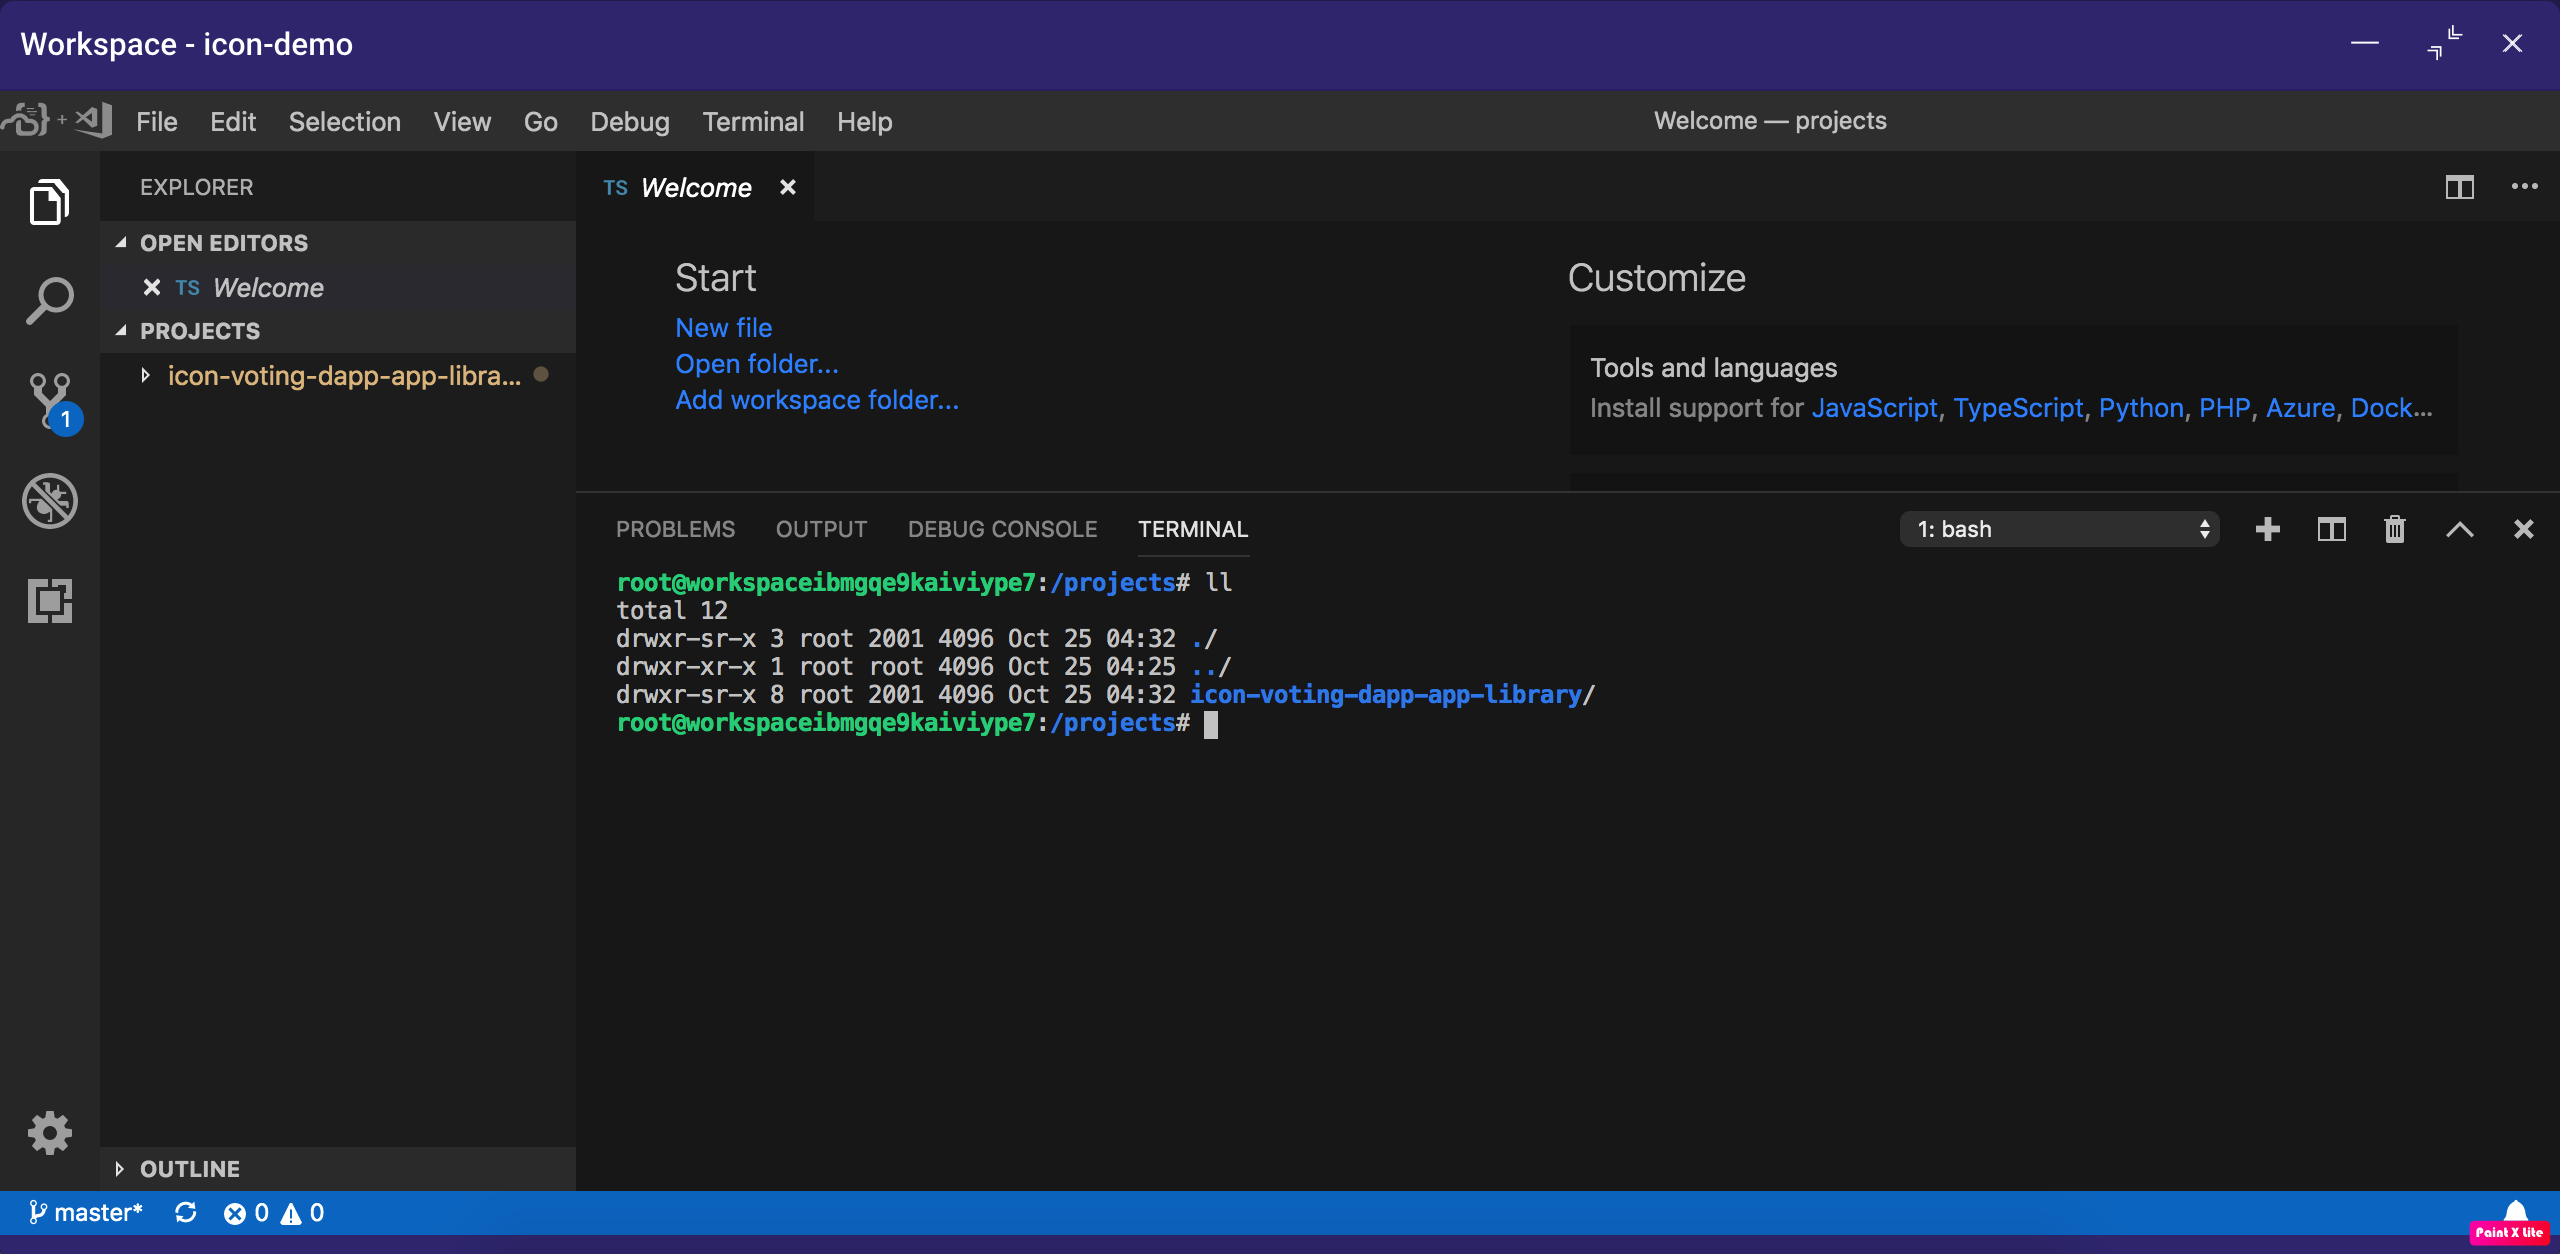 Workspace - icon-demo
File Edit Selection View Go Debug Terminal Help
Welcome — projects
EXPLORER
OPEN EDITORS
TS Welcome
PROJECTS
icon-voting-dapp-app-libra...
1
OUTLINE
TS Welcome
Start
New file
Open folder...
Add workspace folder...
Customize
Tools and languages
Install support for JavaScript, TypeScript, Python, PHP, Azure, Dock...
PROBLEMS OUTPUT DEBUG CONSOLE TERMINAL
1: bash
root@workspaceibmgqe9kaiviype7:/projects# ll
total 12
drwxr-sr-x 3 root 2001 4096 Oct 25 04:32 ./
drwxr-xr-x 1 root root 4096 Oct 25 04:25 ../
drwxr-sr-x 8 root 2001 4096 Oct 25 04:32 icon-voting-dapp-app-library/
root@workspaceibmgqe9kaiviype7:/projects#
master* 0 0
Paint X Lite